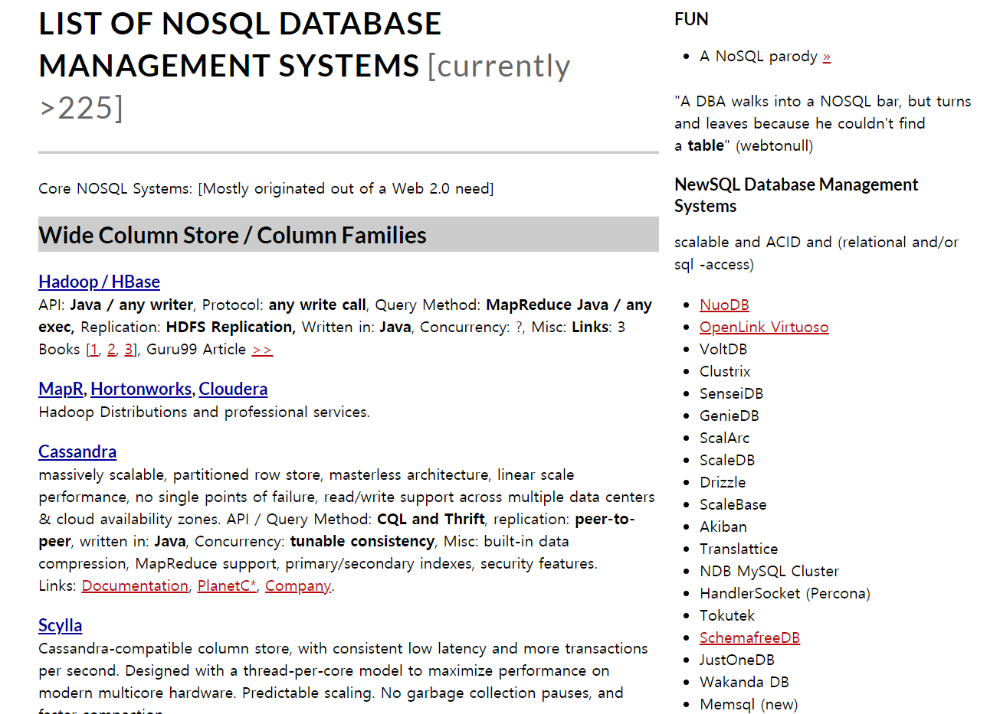 LIST OF NOSQL DATABASE
MANAGEMENT SYSTEMS [currently
>225]
Core NOSQL Systems: [Mostly originated out of a Web 2.0 need]
Wide Column Store / Column Families
Hadoop / HBase
API: Java / any writer, Protocol: any write call, Query Method: MapReduce Java / any
exec, Replication: HDFS Replication, Written in: Java, Concurrency: ?, Misc: Links: 3
Books [1, 2, 3], Guru99 Article >>
MapR, Hortonworks, Cloudera
Hadoop Distributions and professional services.
Cassandra
massively scalable, partitioned row store, masterless architecture, linear scale
performance, no single points of failure, read/write support across multiple data centers
& cloud availability zones. API / Query Method: CQL and Thrift, replication: peer-to-
peer, written in: Java, Concurrency: tunable consistency, Misc: built-in data
compression, MapReduce support, primary/secondary indexes, security features.
Links: Documentation, PlanetC*, Company.
Scylla
Cassandra-compatible column store, with consistent low latency and more transactions
per second. Designed with a thread-per-core model to maximize performance on
modern multicore hardware. Predictable scaling. No garbage collection pauses, and
faster compaction.
FUN
• A NoSQL parody »
"A DBA walks into a NOSQL bar, but turns
and leaves because he couldn't find
a table" (webtonull)
NewSQL Database Management
Systems
scalable and ACID and (relational and/or
sql -access)
• NuoDB
• OpenLink Virtuoso
• VoltDB
• Clustrix
• SenseiDB
• GenieDB
• ScalArc
• ScaleDB
• Drizzle
• ScaleBase
• Akiban
• Translattice
• NDB MySQL Cluster
• HandlerSocket (Percona)
• Tokutek
• SchemafreeDB
• JustOneDB
• Wakanda DB
• Memsql (new)